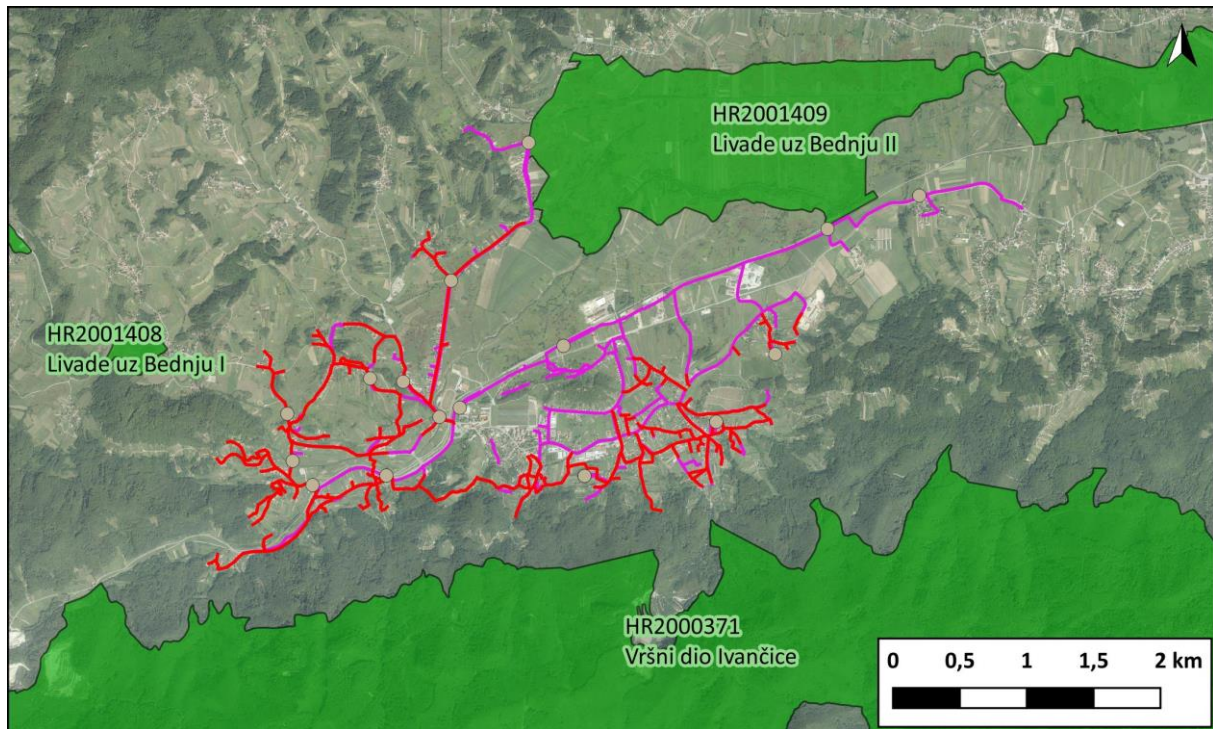 HR2001409
Livade uz Bednju II
HR2001408
Livade uz Bednju I
HR2000371
Vršni dio Ivančice
0 0,5 1 1,5 2 km